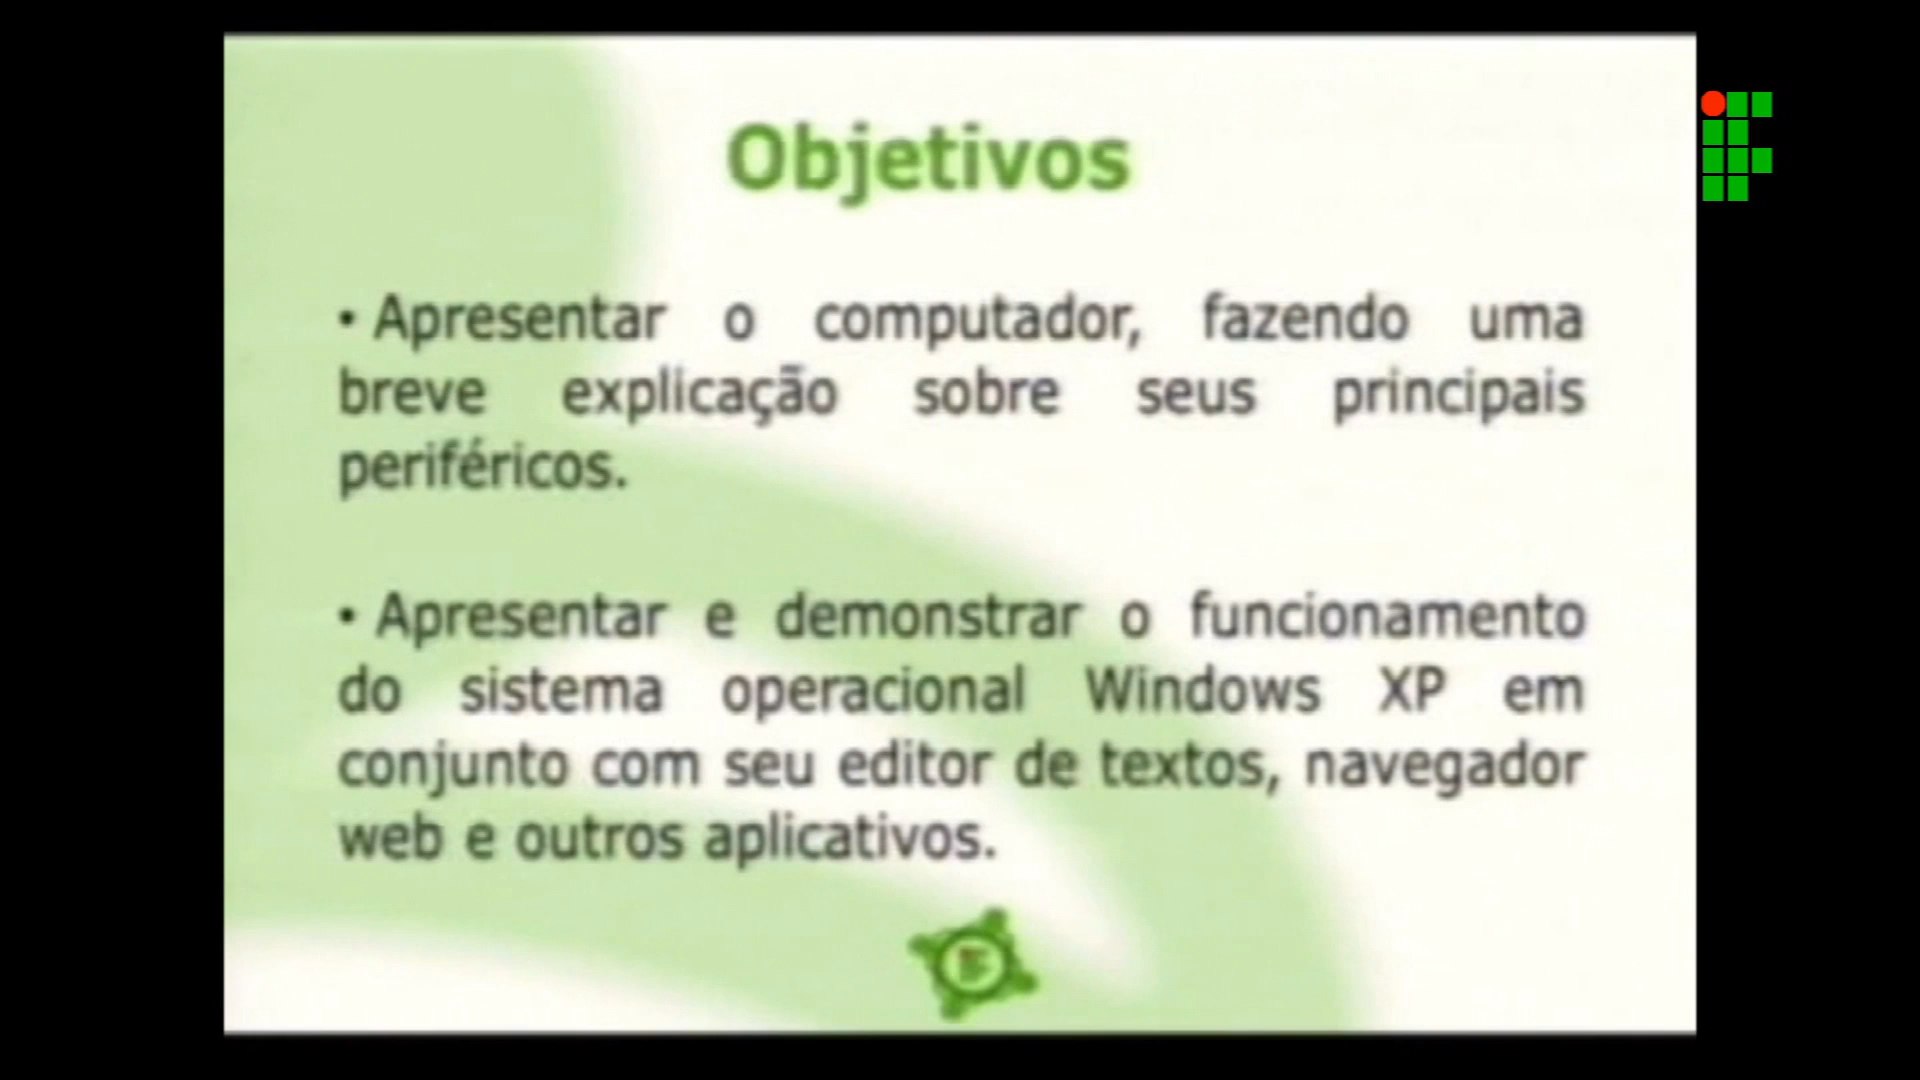 Objetivos
• Apresentar o computador, fazendo uma
breve explicação sobre seus principais
periféricos.
• Apresentar e demonstrar o funcionamento
do sistema operacional Windows XP em
conjunto com seu editor de textos, navegador
web e outros aplicativos.